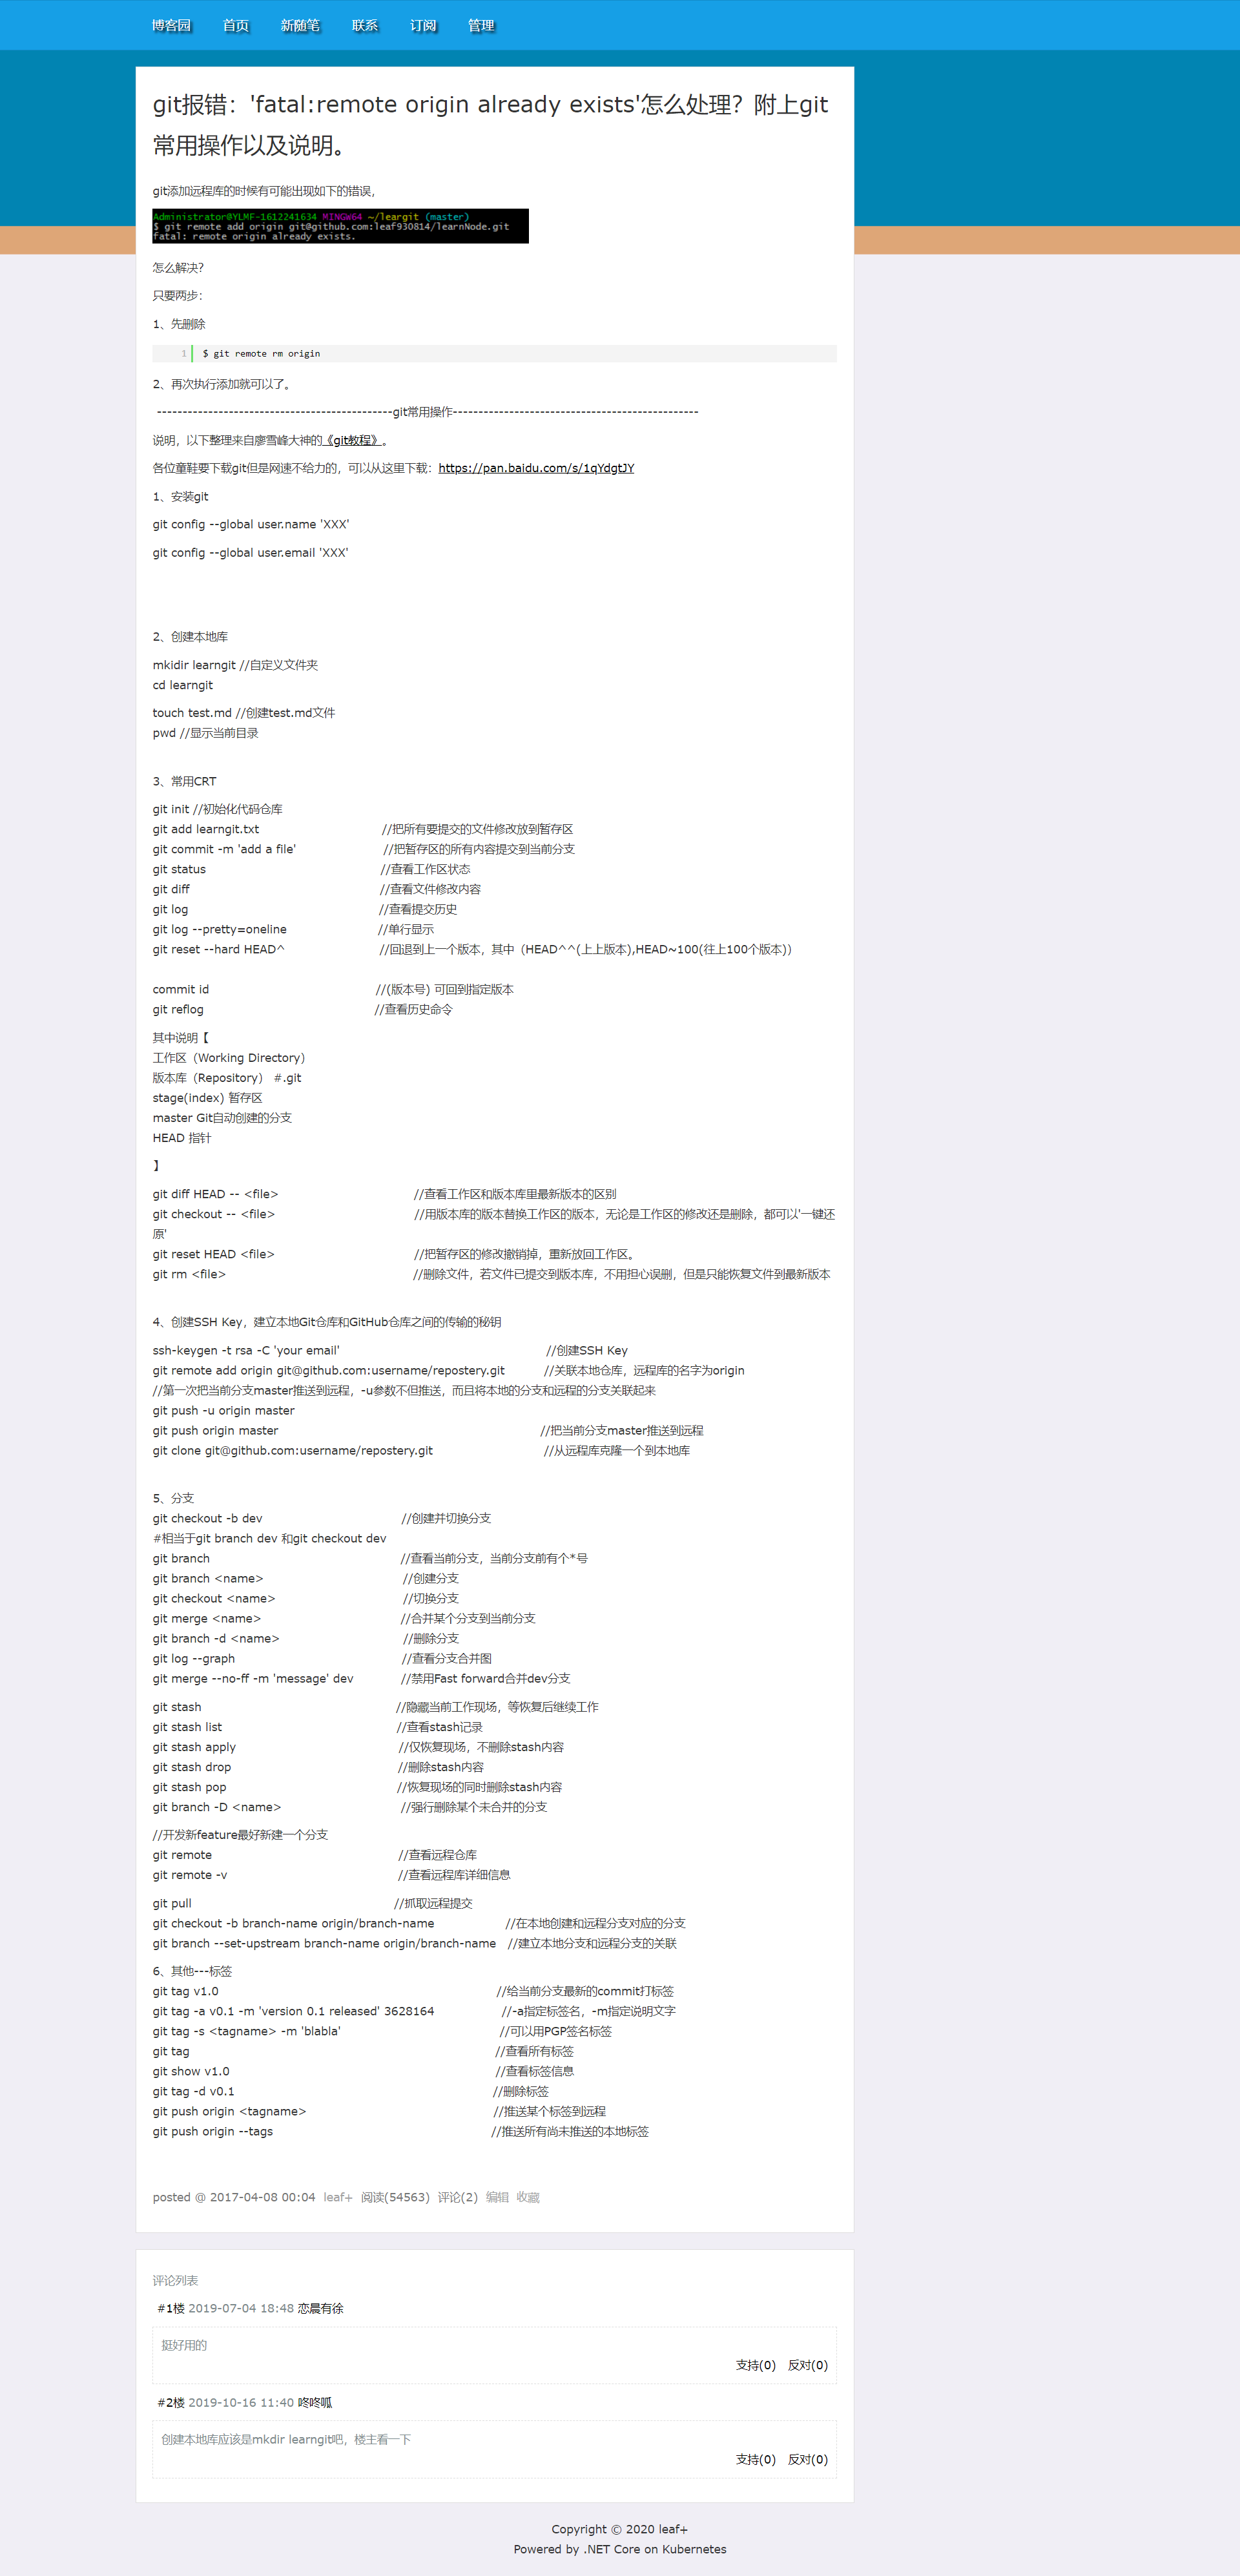 博客园 首页 新随笔 联系 订阅 管理
git报错：'fatal:remote origin already exists'怎么处理？附上git
常用操作以及说明。
git添加远程库的时候有可能出现如下的错误，
Administrator@YLMF-1612241634 MINGW64 ~/leargit (master)
$ git remote add origin git@github.com:leaf930814/learnNode.git
fatal: remote origin already exists.
怎么解决？
只要两步：
1、先删除
1 $ git remote rm origin
2、再次执行添加就可以了。
----------------------------------------------git常用操作------------------------------------------------
说明，以下整理来自廖雪峰大神的《git教程》。
各位童鞋要下载git但是网速不给力的，可以从这里下载：https://pan.baidu.com/s/1qYdgtJY
1、安装git
git config --global user.name 'XXX'
git config --global user.email 'XXX'
2、创建本地库
mkidir learngit //自定义文件夹
cd learngit
touch test.md //创建test.md文件
pwd //显示当前目录
3、常用CRT
git init //初始化代码仓库
git add learngit.txt //把所有要提交的文件修改放到暂存区
git commit -m 'add a file' //把暂存区的所有内容提交到当前分支
git status //查看工作区状态
git diff //查看文件修改内容
git log //查看提交历史
git log --pretty=oneline //单行显示
git reset --hard HEAD^ //回退到上一个版本，其中（HEAD^^(上上版本),HEAD~100(往上100个版本)）
commit id //(版本号) 可回到指定版本
git reflog //查看历史命令
其中说明【
工作区（Working Directory）
版本库（Repository） #.git
stage(index) 暂存区
master Git自动创建的分支
HEAD 指针
】
git diff HEAD -- <file> //查看工作区和版本库里最新版本的区别
git checkout -- <file> //用版本库的版本替换工作区的版本，无论是工作区的修改还是删除，都可以'一键还
原'
git reset HEAD <file> //把暂存区的修改撤销掉，重新放回工作区。
git rm <file> //删除文件，若文件已提交到版本库，不用担心误删，但是只能恢复文件到最新版本
4、创建SSH Key，建立本地Git仓库和GitHub仓库之间的传输的秘钥
ssh-keygen -t rsa -C 'your email' //创建SSH Key
git remote add origin git@github.com:username/repostery.git //关联本地仓库，远程库的名字为origin
//第一次把当前分支master推送到远程，-u参数不但推送，而且将本地的分支和远程的分支关联起来
git push -u origin master
git push origin master //把当前分支master推送到远程
git clone git@github.com:username/repostery.git //从远程库克隆一个到本地库
5、分支
git checkout -b dev //创建并切换分支
#相当于git branch dev 和git checkout dev
git branch //查看当前分支，当前分支前有个*号
git branch <name> //创建分支
git checkout <name> //切换分支
git merge <name> //合并某个分支到当前分支
git branch -d <name> //删除分支
git log --graph //查看分支合并图
git merge --no-ff -m 'message' dev //禁用Fast forward合并dev分支
git stash //隐藏当前工作现场，等恢复后继续工作
git stash list //查看stash记录
git stash apply //仅恢复现场，不删除stash内容
git stash drop //删除stash内容
git stash pop //恢复现场的同时删除stash内容
git branch -D <name> //强行删除某个未合并的分支
//开发新feature最好新建一个分支
git remote //查看远程仓库
git remote -v //查看远程库详细信息
git pull //抓取远程提交
git checkout -b branch-name origin/branch-name //在本地创建和远程分支对应的分支
git branch --set-upstream branch-name origin/branch-name //建立本地分支和远程分支的关联
6、其他---标签
git tag v1.0 //给当前分支最新的commit打标签
git tag -a v0.1 -m 'version 0.1 released' 3628164 //-a指定标签名，-m指定说明文字
git tag -s <tagname> -m 'blabla' //可以用PGP签名标签
git tag //查看所有标签
git show v1.0 //查看标签信息
git tag -d v0.1 //删除标签
git push origin <tagname> //推送某个标签到远程
git push origin --tags //推送所有尚未推送的本地标签
posted @ 2017-04-08 00:04 leaf+ 阅读(54563) 评论(2) 编辑 收藏
评论列表
#1楼 2019-07-04 18:48 恋晨有徐
挺好用的
支持(0) 反对(0)
#2楼 2019-10-16 11:40 咚咚呱
创建本地库应该是mkdir learngit吧，楼主看一下
支持(0) 反对(0)
Copyright © 2020 leaf+
Powered by .NET Core on Kubernetes